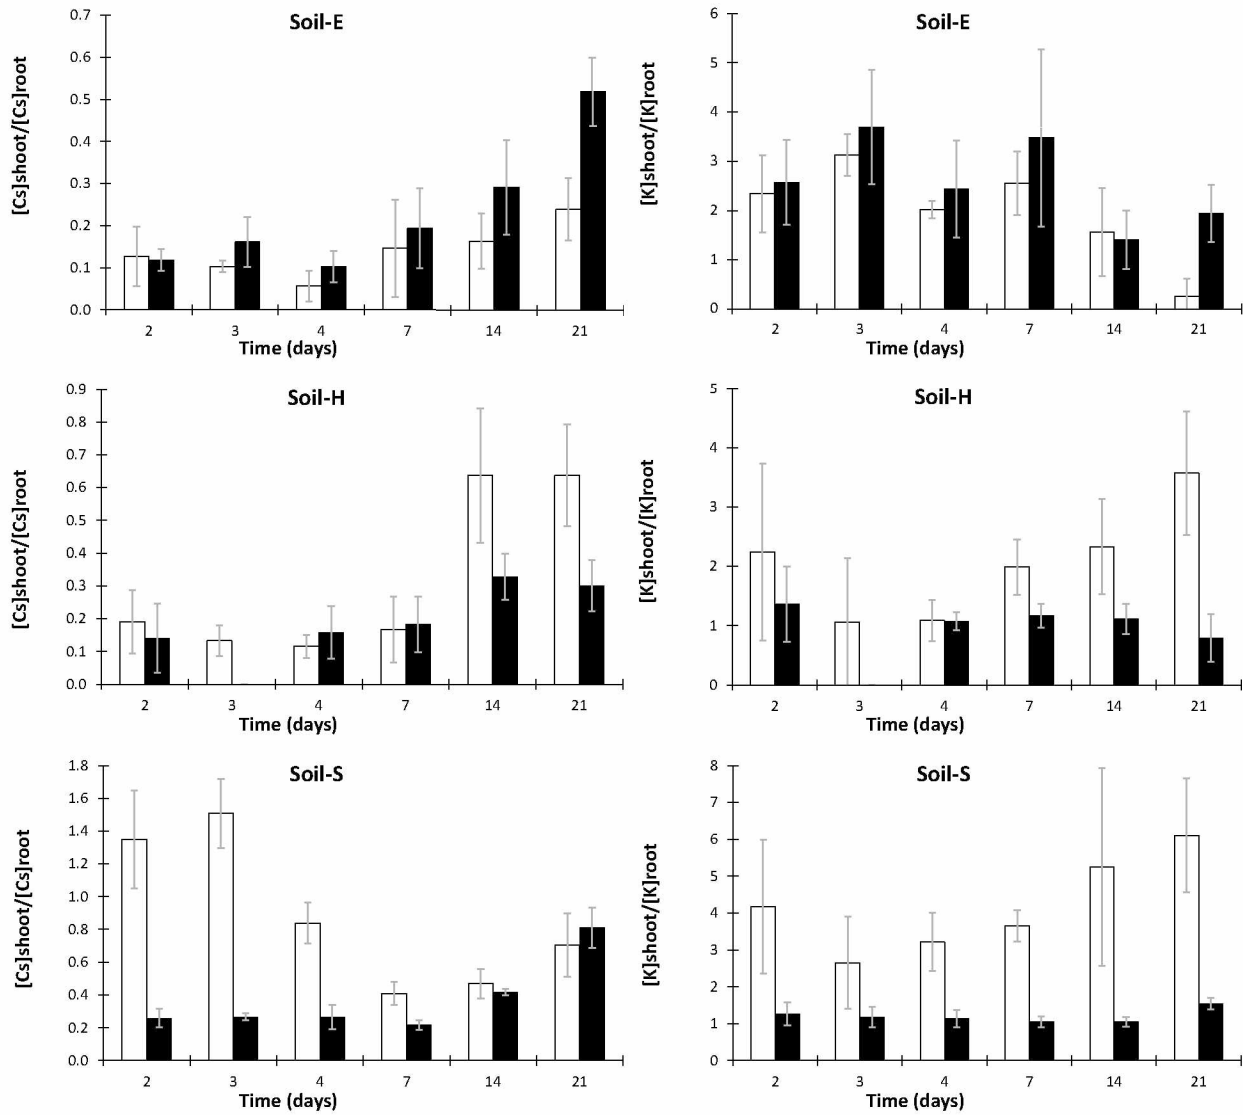 Soil-E
[Cs]shoot/[Cs]root
0.7
0.6
0.5
0.4
0.3
0.2
0.1
0.0
2 3 4 7 14 21
Time (days)
Soil-E
[K]shoot/[K]root
6
5
4
3
2
1
0
2 3 4 7 14 21
Time (days)
Soil-H
[Cs]shoot/[Cs]root
0.9
0.8
0.7
0.6
0.5
0.4
0.3
0.2
0.1
0.0
2 3 4 7 14 21
Time (days)
Soil-H
[K]shoot/[K]root
5
4
3
2
1
0
2 3 4 7 14 21
Time (days)
Soil-S
[Cs]shoot/[Cs]root
1.8
1.6
1.4
1.2
1.0
0.8
0.6
0.4
0.2
0.0
2 3 4 7 14 21
Time (days)
Soil-S
[K]shoot/[K]root
8
7
6
5
4
3
2
1
0
2 3 4 7 14 21
Time (days)